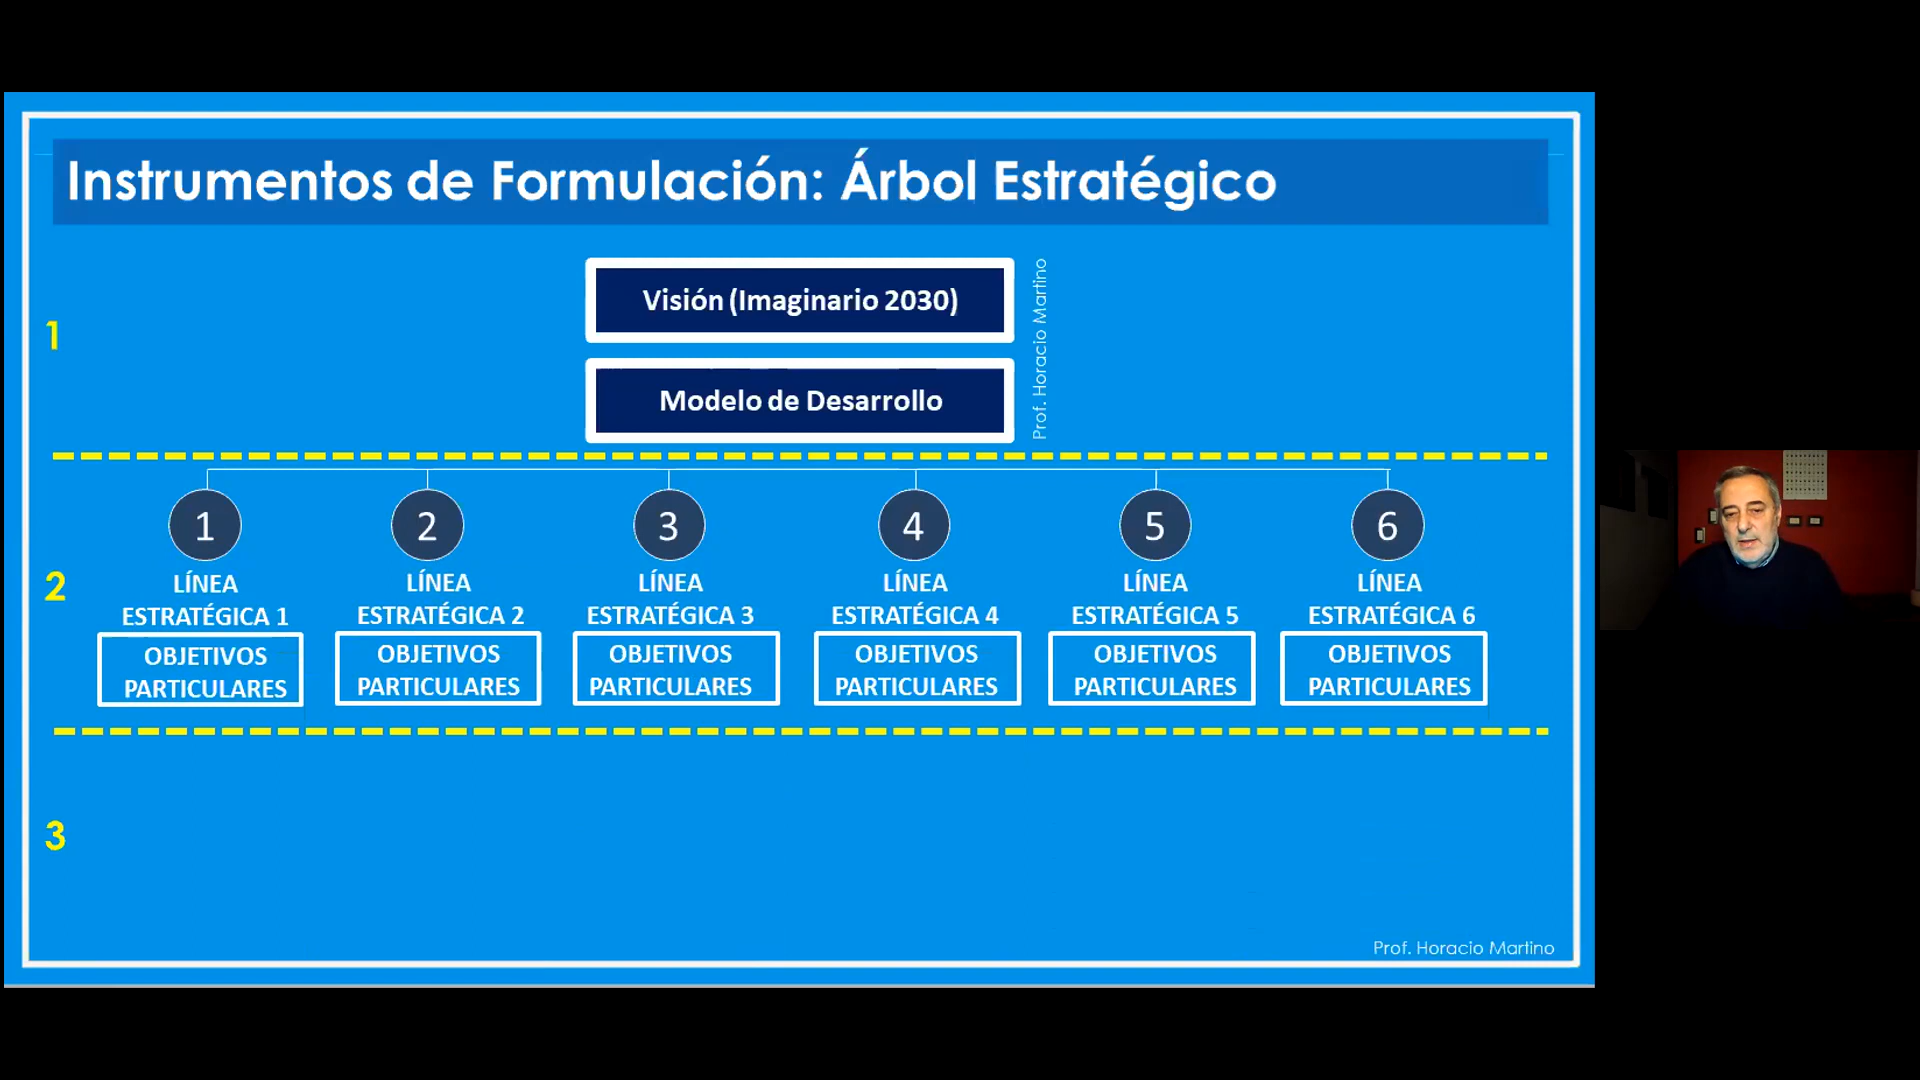 Instrumentos de Formulación: Árbol Estratégico
1
Visión (Imaginario 2030)
Modelo de Desarrollo
Prof. Horacio Martino
2
1
LÍNEA
ESTRATÉGICA 1
OBJETIVOS
PARTICULARES
2
LÍNEA
ESTRATÉGICA 2
OBJETIVOS
PARTICULARES
3
LÍNEA
ESTRATÉGICA 3
OBJETIVOS
PARTICULARES
4
LÍNEA
ESTRATÉGICA 4
OBJETIVOS
PARTICULARES
5
LÍNEA
ESTRATÉGICA 5
OBJETIVOS
PARTICULARES
6
LÍNEA
ESTRATÉGICA 6
OBJETIVOS
PARTICULARES
3
Prof. Horacio Martino